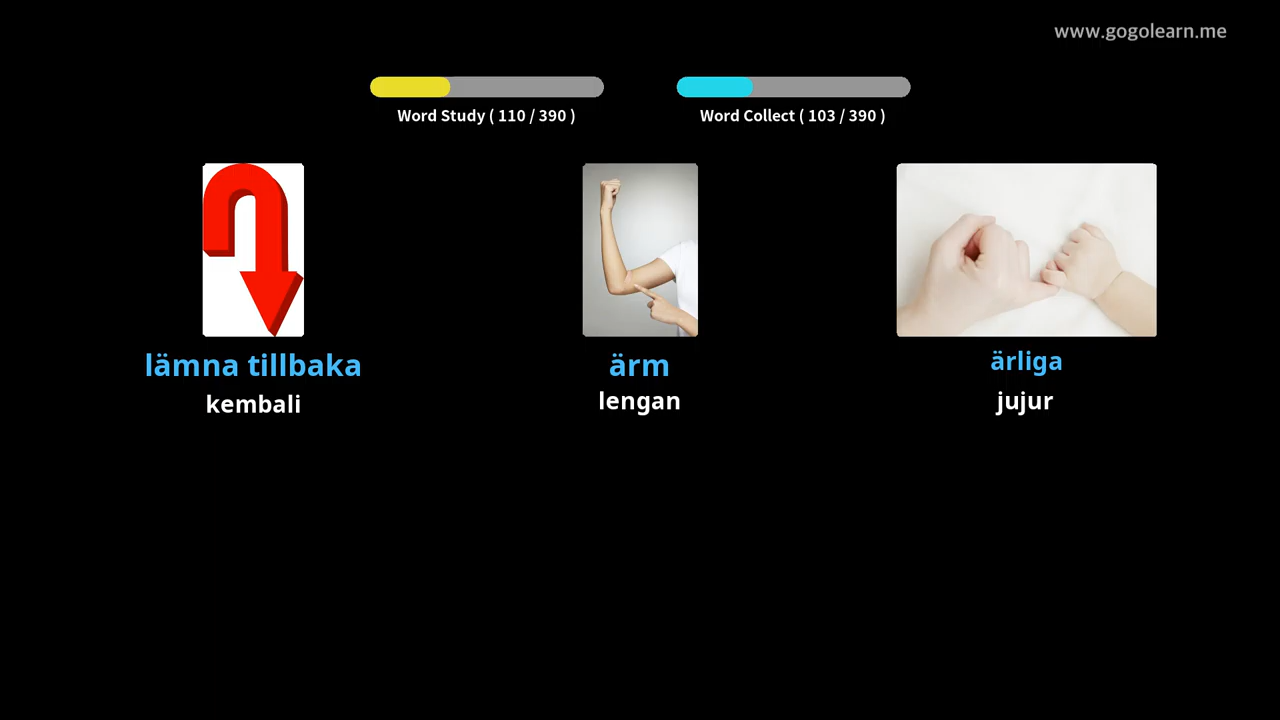 www.gogolearn.me
Word Study ( 110 / 390 )
Word Collect ( 103 / 390 )
lämna tillbaka
kembali
ärm
lengan
ärliga
jujur